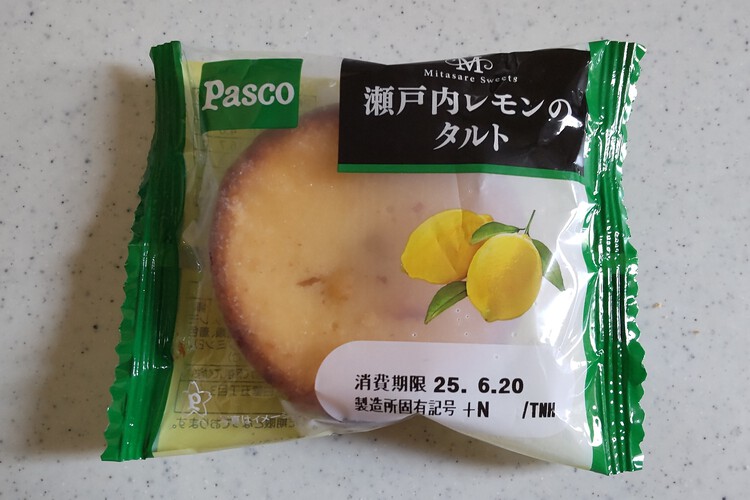 Pasco
M
Mitasare Sweets
瀬戸内レモンの
タルト
消費期限 25. 6.20
製造所固有記号 +N /TNH